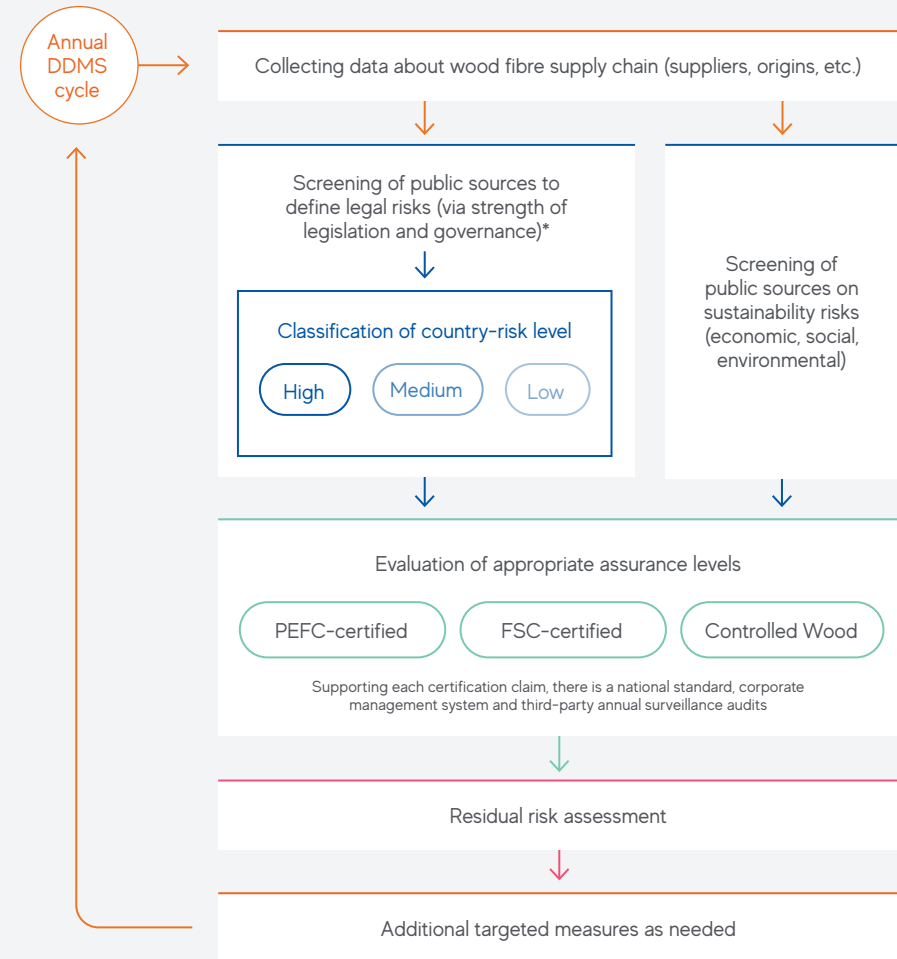 Annual
DDMS
cycle
Collecting data about wood fibre supply chain (suppliers, origins, etc.)
Screening of public sources to
define legal risks (via strength of
legislation and governance)*
Classification of country-risk level
High
Medium
Low
Screening of
public sources on
sustainability risks
(economic, social,
environmental)
Evaluation of appropriate assurance levels
PEFC-certified
FSC-certified
Controlled Wood
Supporting each certification claim, there is a national standard, corporate
management system and third-party annual surveillance audits
Residual risk assessment
Additional targeted measures as needed